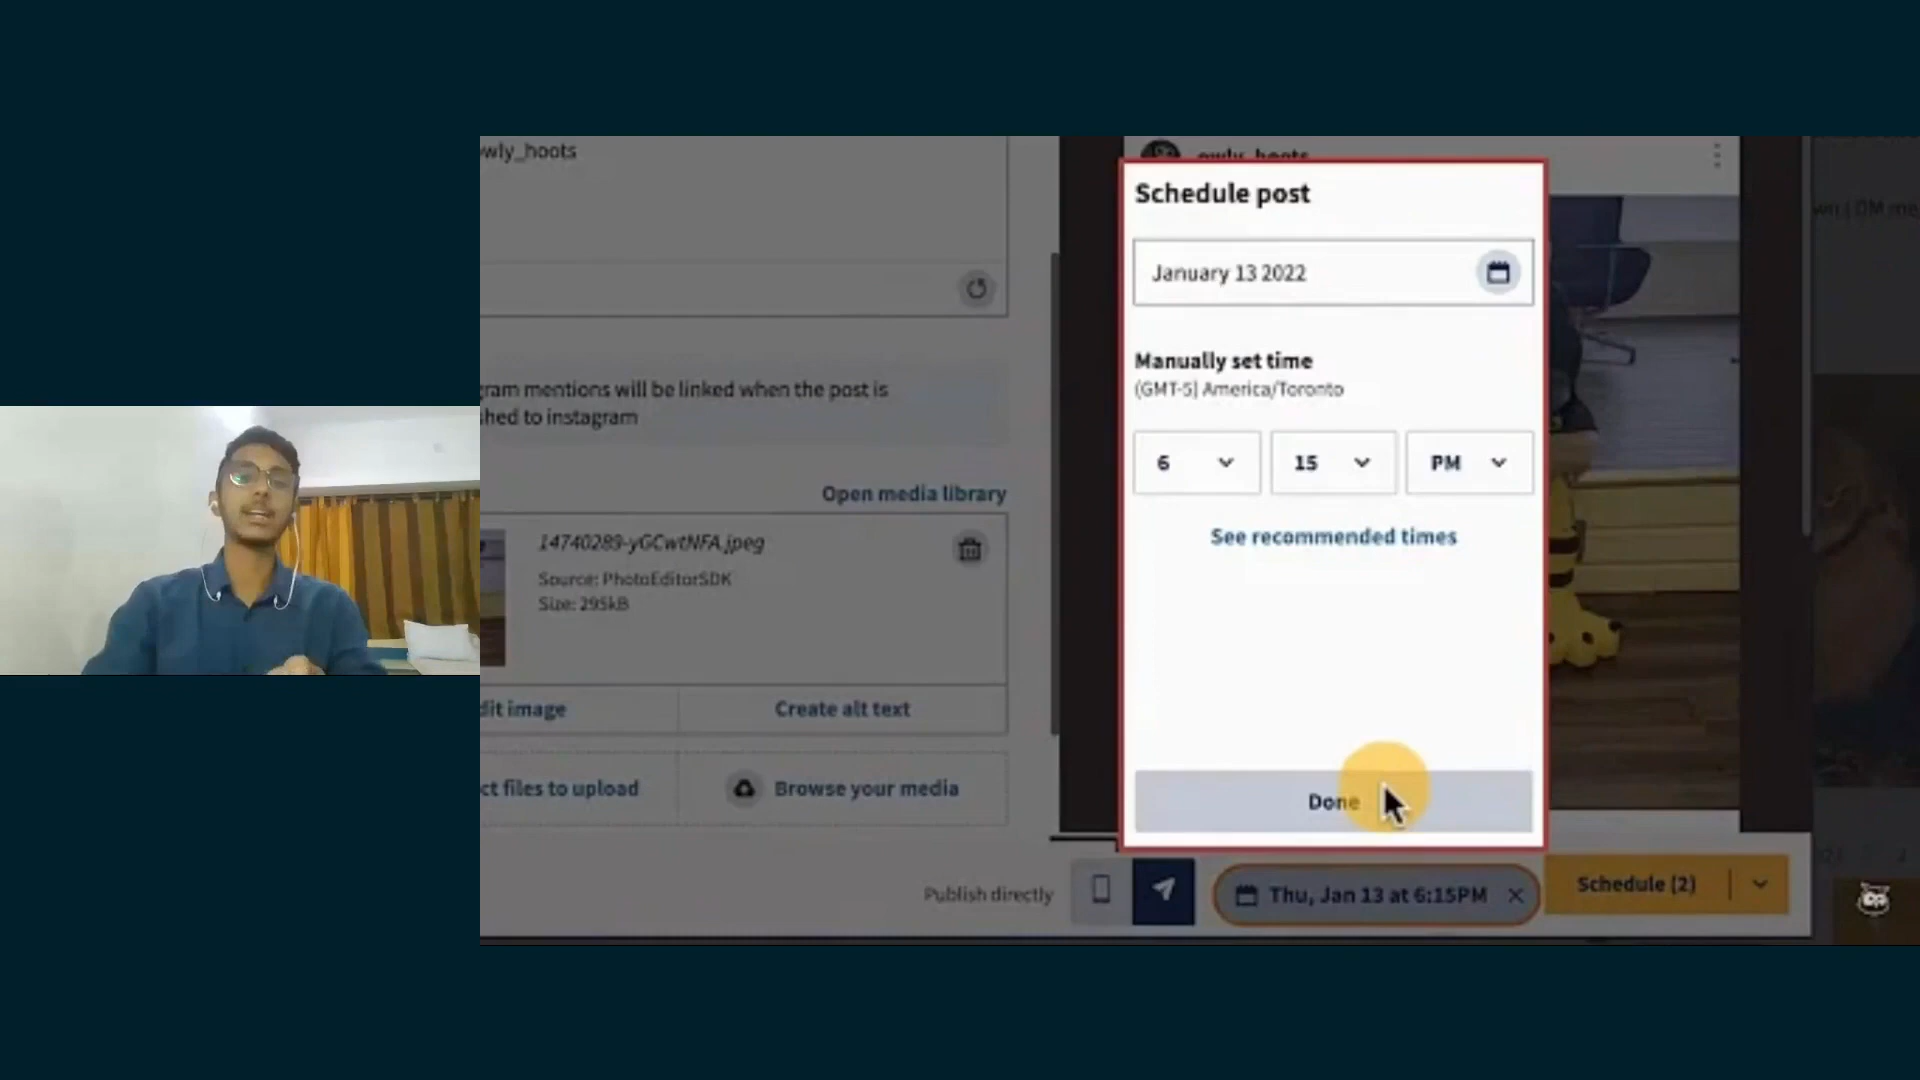 wly_hoots
owly_hoots
Schedule post
January 13 2022
Manually set time
(GMT-5) America/Toronto
6 15 PM
See recommended times
Done
gram mentions will be linked when the post is
hed to instagram
Open media library
14740289-yGCwtNFA.jpeg
Source: PhotoEditorSDK
Size: 295kB
dit image
Create alt text
ct files to upload
Browse your media
Publish directly
Thu, Jan 13 at 6:15PM
Schedule (2)